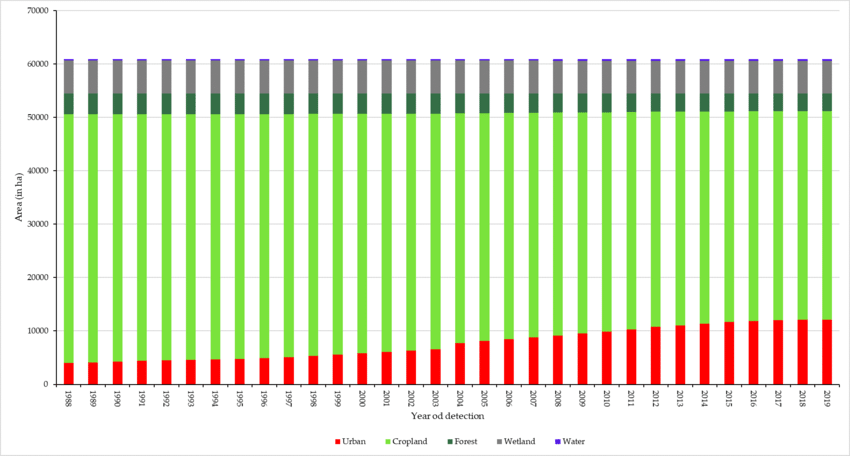 70000
60000
50000
40000
30000
20000
10000
0
Area (in ha)
1988 1989 1990 1991 1992 1993 1994 1995 1996 1997 1998 1999 2000 2001 2002 2003 2004 2005 2006 2007 2008 2009 2010 2011 2012 2013 2014 2015 2016 2017 2018 2019
Year od detection
Urban Cropland Forest Wetland Water